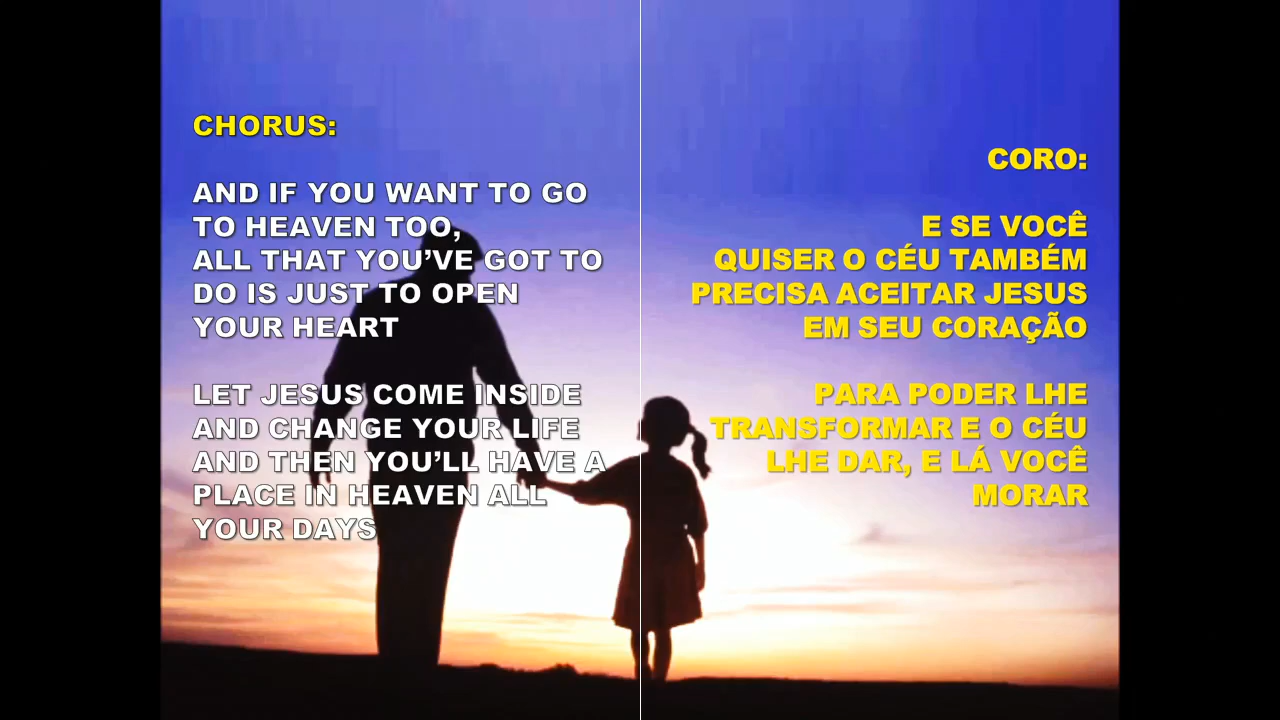 CHORUS:
AND IF YOU WANT TO GO
TO HEAVEN TOO,
ALL THAT YOU’VE GOT TO
DO IS JUST TO OPEN
YOUR HEART
LET JESUS COME INSIDE
AND CHANGE YOUR LIFE
AND THEN YOU’LL HAVE A
PLACE IN HEAVEN ALL
YOUR DAYS
CORO:
E SE VOCÊ
QUISER O CÉU TAMBÉM
PRECISA ACEITAR JESUS
EM SEU CORAÇÃO
PARA PODER LHE
TRANSFORMAR E O CÉU
LHE DAR, E LÁ VOCÊ
MORAR